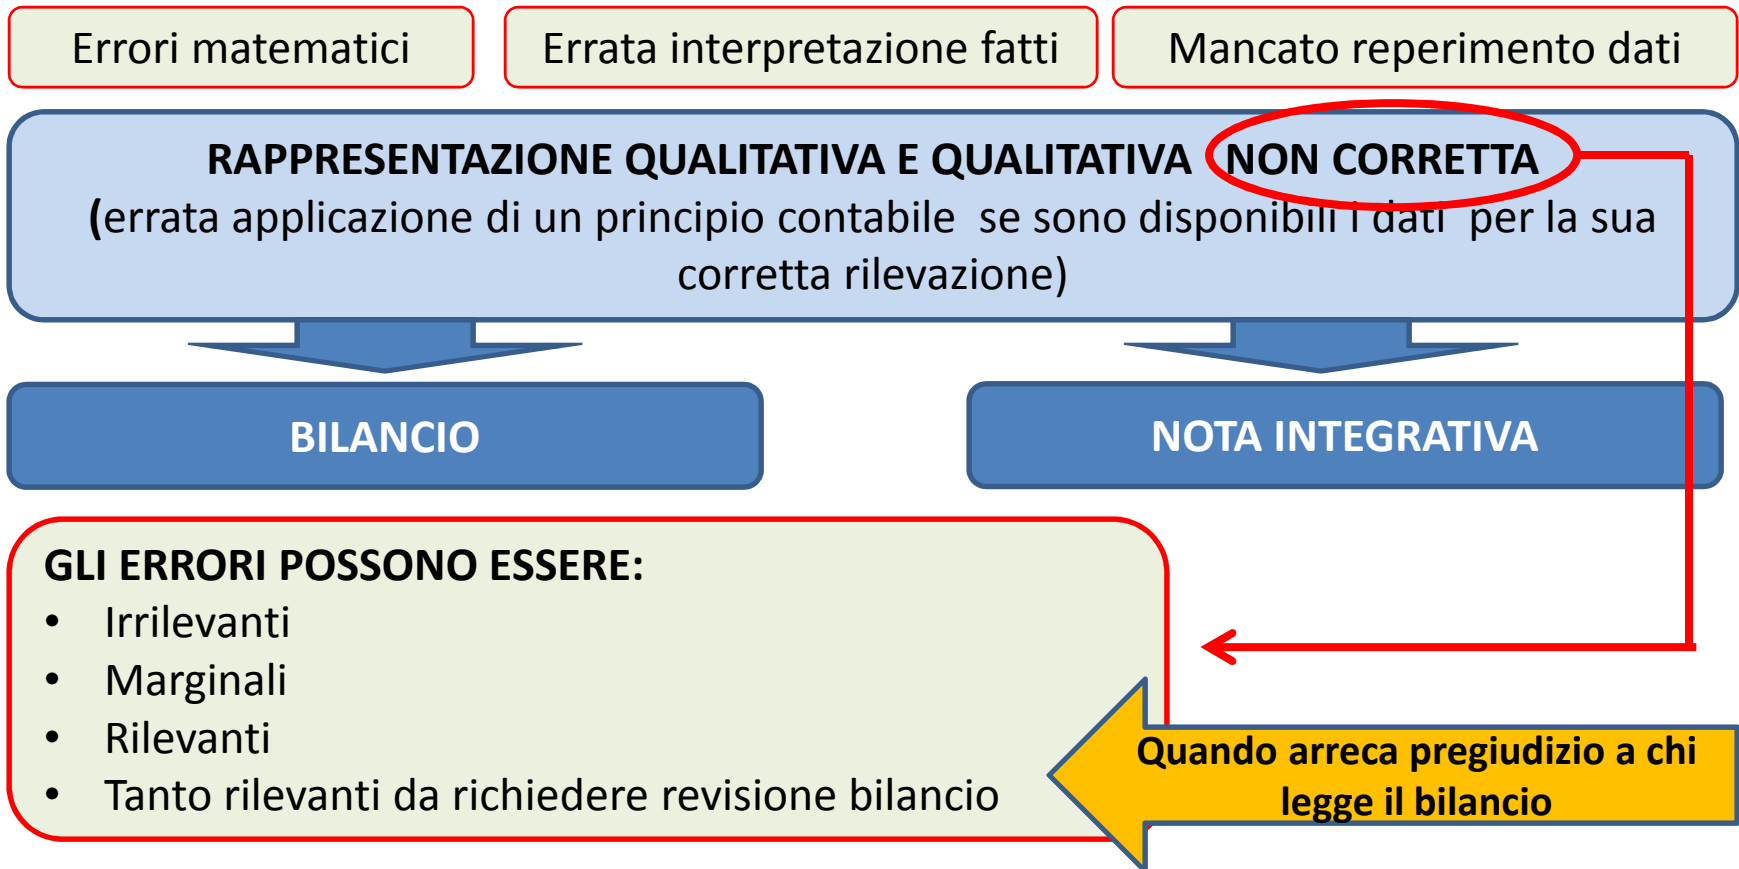 Errori matematici
Errata interpretazione fatti
Mancato reperimento dati
RAPPRESENTAZIONE QUALITATIVA E QUALITATIVA NON CORRETTA
(errata applicazione di un principio contabile se sono disponibili i dati per la sua
corretta rilevazione)
BILANCIO
NOTA INTEGRATIVA
GLI ERRORI POSSONO ESSERE:
• Irrilevanti
• Marginali
• Rilevanti
• Tanto rilevanti da richiedere revisione bilancio
Quando arreca pregiudizio a chi
legge il bilancio